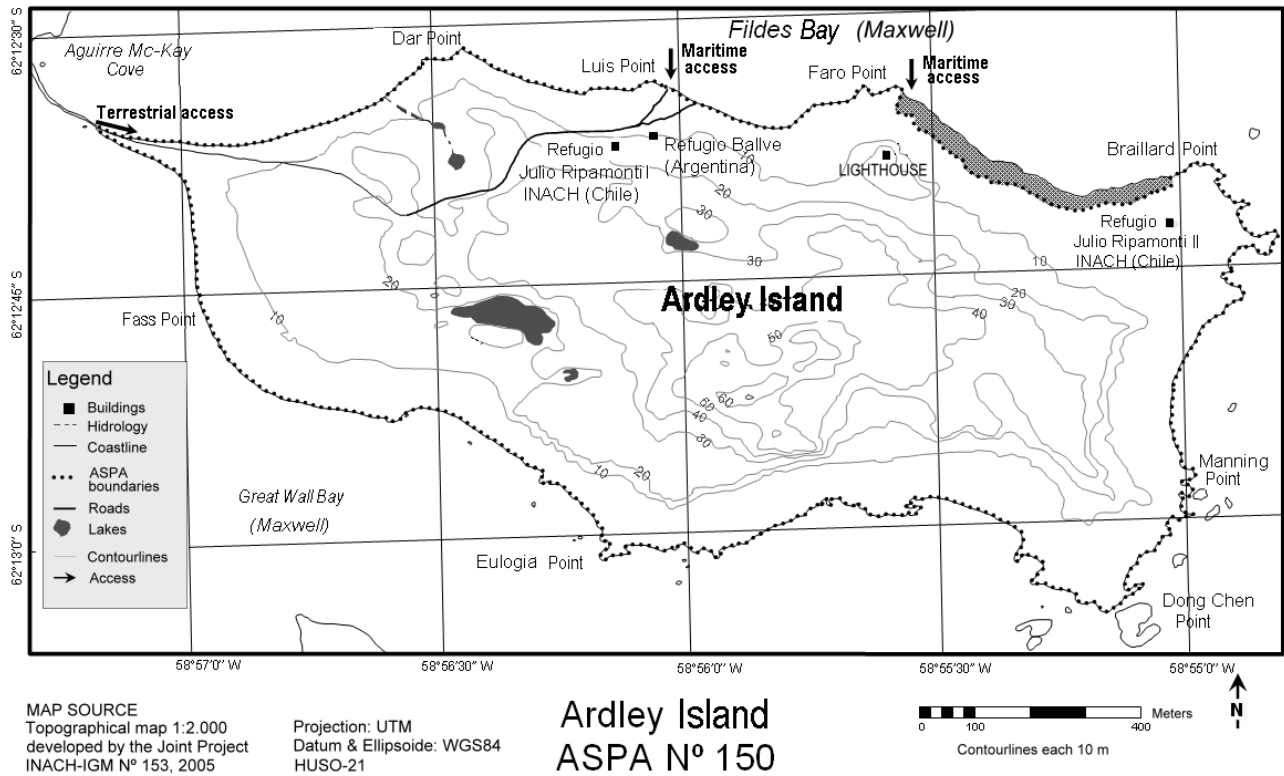 Fildes Bay (Maxwell)
Dar Point
Aguirre Mc-Kay
Cove
Maritime
access
Luis Point
Faro Point
Maritime
access
Terrestrial access
Refugio Ballve
(Argentina)
Refugio
Julio Ripamonti I
INACH (Chile)
LIGHTHOUSE
Braillard Point
Refugio
Julio Ripamonti II
INACH (Chile)
10
20
30
30
10
20
30
40
20
10
50
60
60
40
30
20
10
Ardley Island
Fass Point
Great Wall Bay
(Maxwell)
Eulogia Point
Manning
Point
Dong Chen
Point
Legend
Buildings
Hidrology
Coastline
ASPA
boundaries
Roads
Lakes
Contourlines
Access
62°12'30" S
62°12'45" S
62°13'0" S
58°57'0" W
58°56'30" W
58°56'0" W
58°55'30" W
58°55'0" W
MAP SOURCE
Topographical map 1:2.000
developed by the Joint Project
INACH-IGM Nº 153, 2005
Projection: UTM
Datum & Ellipsoide: WGS84
HUSO-21
Ardley Island
ASPA Nº 150
0 100 400 Meters
Contourlines each 10 m
N